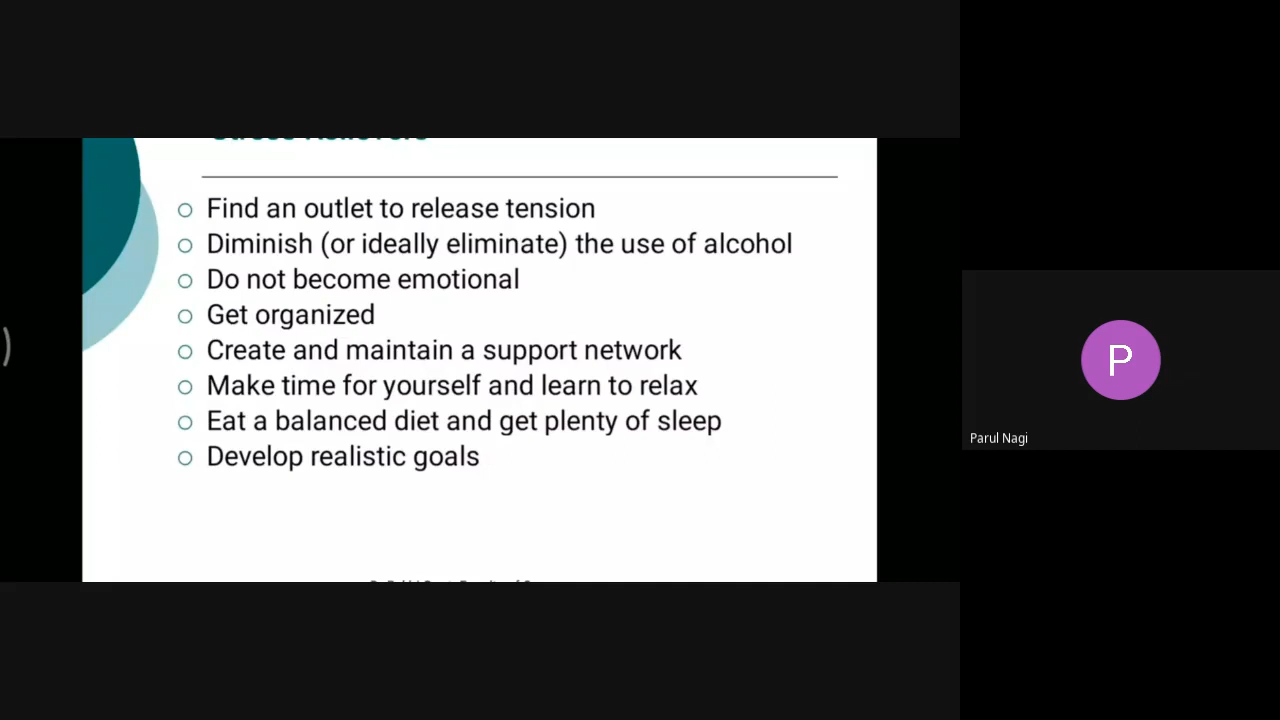 Stress Relievers
Find an outlet to release tension
Diminish (or ideally eliminate) the use of alcohol
Do not become emotional
Get organized
Create and maintain a support network
Make time for yourself and learn to relax
Eat a balanced diet and get plenty of sleep
Develop realistic goals
P
Parul Nagi